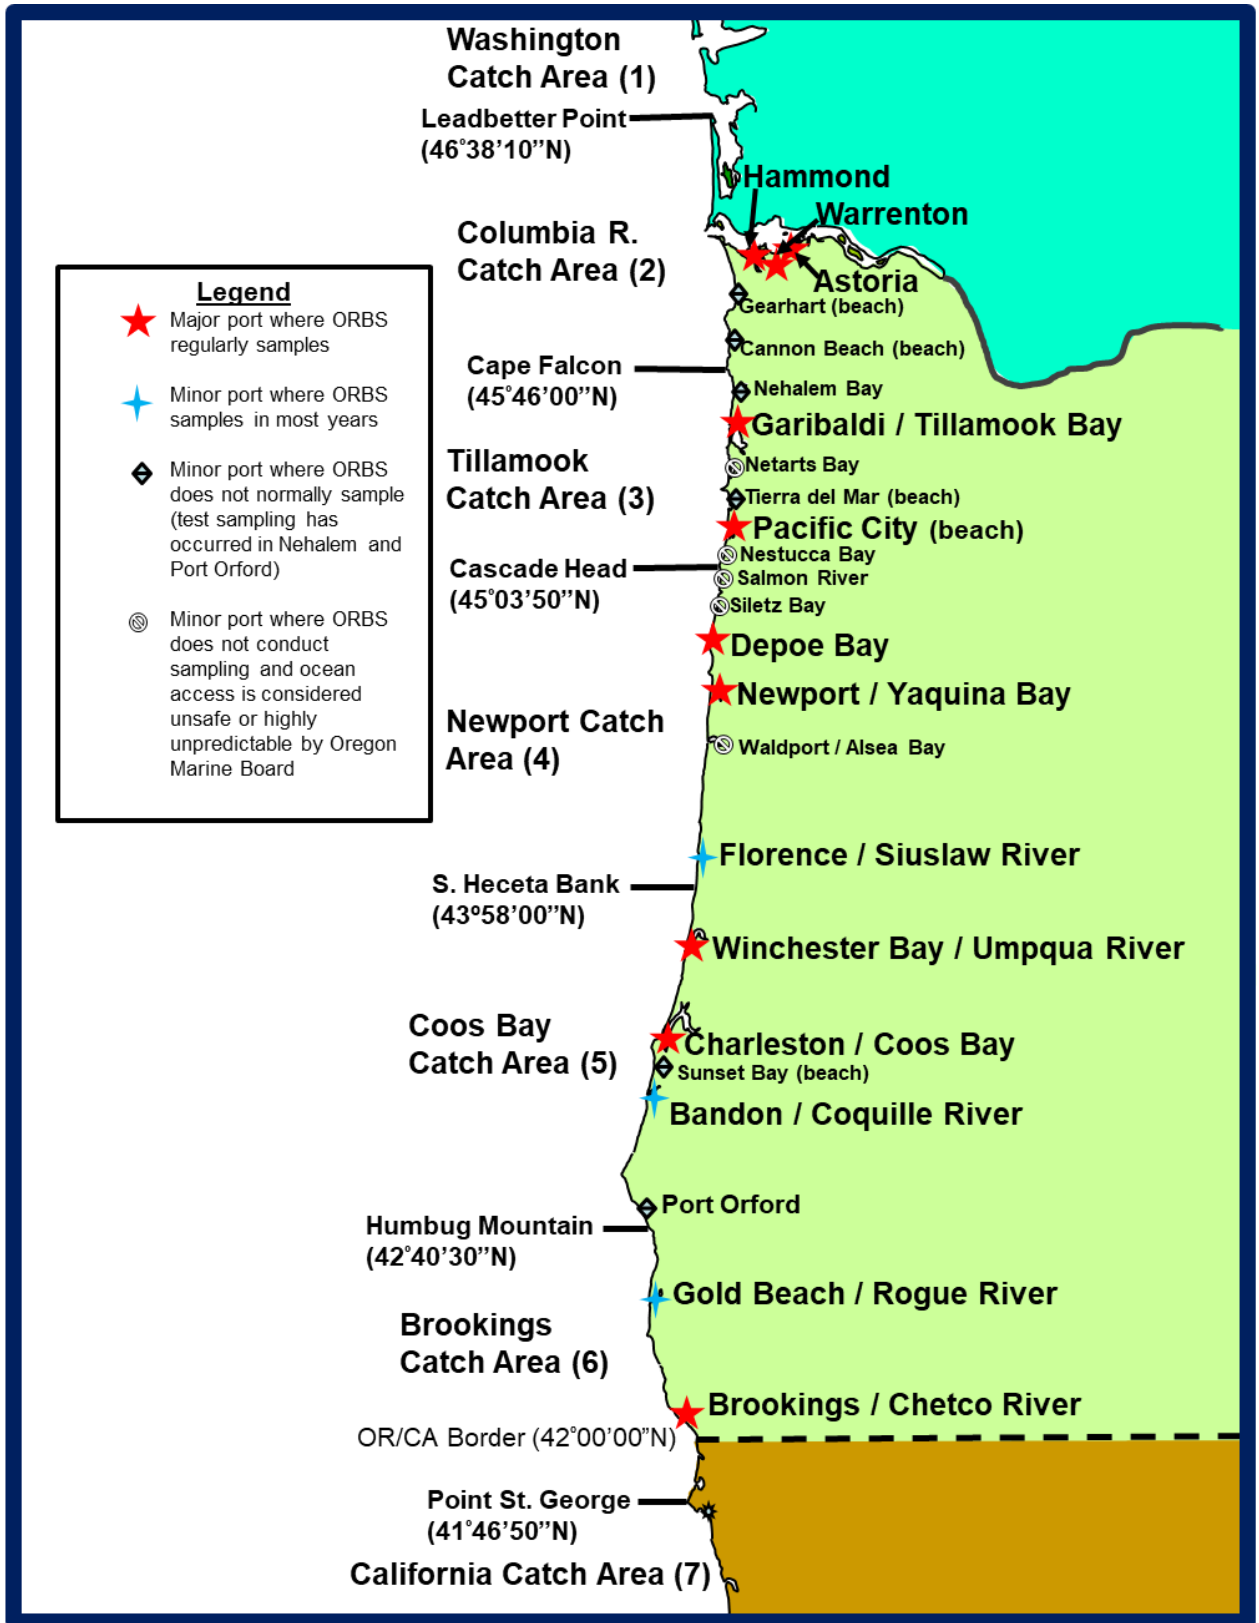 Washington
Catch Area (1)
Leadbetter Point
(46°38'10”N)
Hammond
Warrenton
Columbia R.
Catch Area (2)
Astoria
Gearhart (beach)
Cannon Beach (beach)
Cape Falcon
(45°46’00”N)
Nehalem Bay
Garibaldi / Tillamook Bay
Tillamook
Catch Area (3)
Netarts Bay
Tierra del Mar (beach)
Pacific City (beach)
Nestucca Bay
Cascade Head
(45°03’50”N)
Salmon River
Siletz Bay
Depoe Bay
Newport / Yaquina Bay
Newport Catch
Area (4)
Waldport / Alsea Bay
Florence / Siuslaw River
S. Heceta Bank
(43º58’00”N)
Winchester Bay / Umpqua River
Coos Bay
Catch Area (5)
Charleston / Coos Bay
Sunset Bay (beach)
Bandon / Coquille River
Port Orford
Humbug Mountain
(42°40’30”N)
Gold Beach / Rogue River
Brookings
Catch Area (6)
Brookings / Chetco River
OR/CA Border (42°00’00”N)
Point St. George
(41°46’50”N)
California Catch Area (7)
Legend
Major port where ORBS
regularly samples
Minor port where ORBS
samples in most years
Minor port where ORBS
does not normally sample
(test sampling has
occurred in Nehalem and
Port Orford)
Minor port where ORBS
does not conduct
sampling and ocean
access is considered
unsafe or highly
unpredictable by Oregon
Marine Board